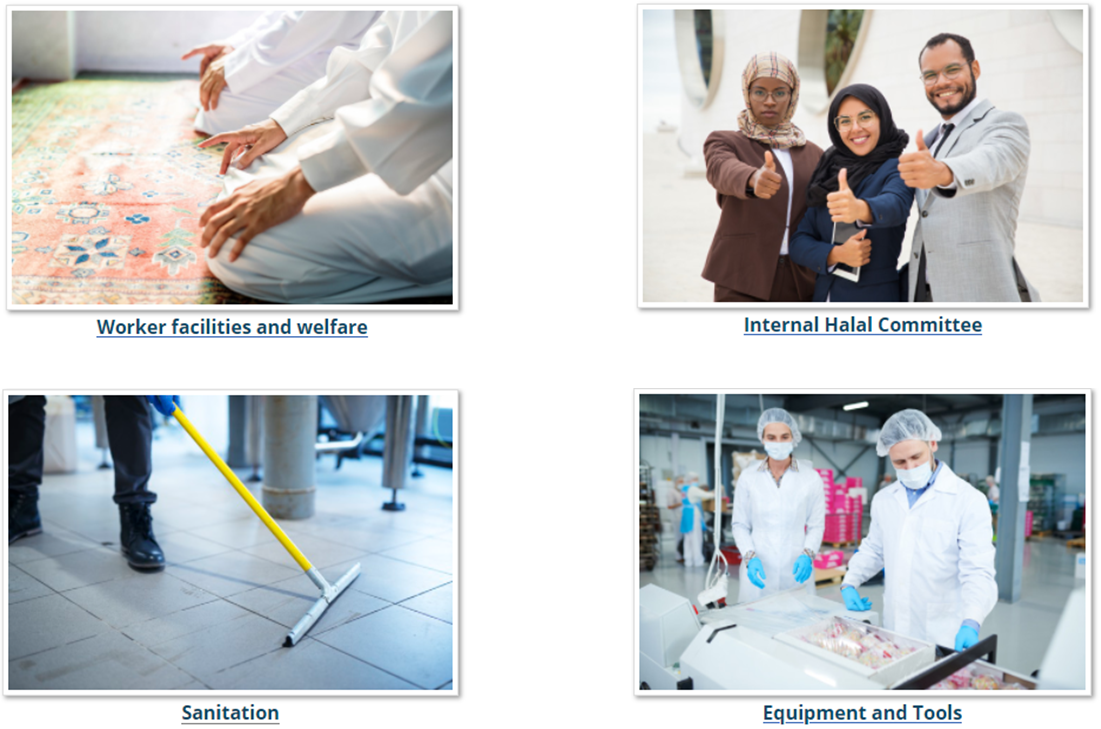 Worker facilities and welfare
Internal Halal Committee
Sanitation
Equipment and Tools